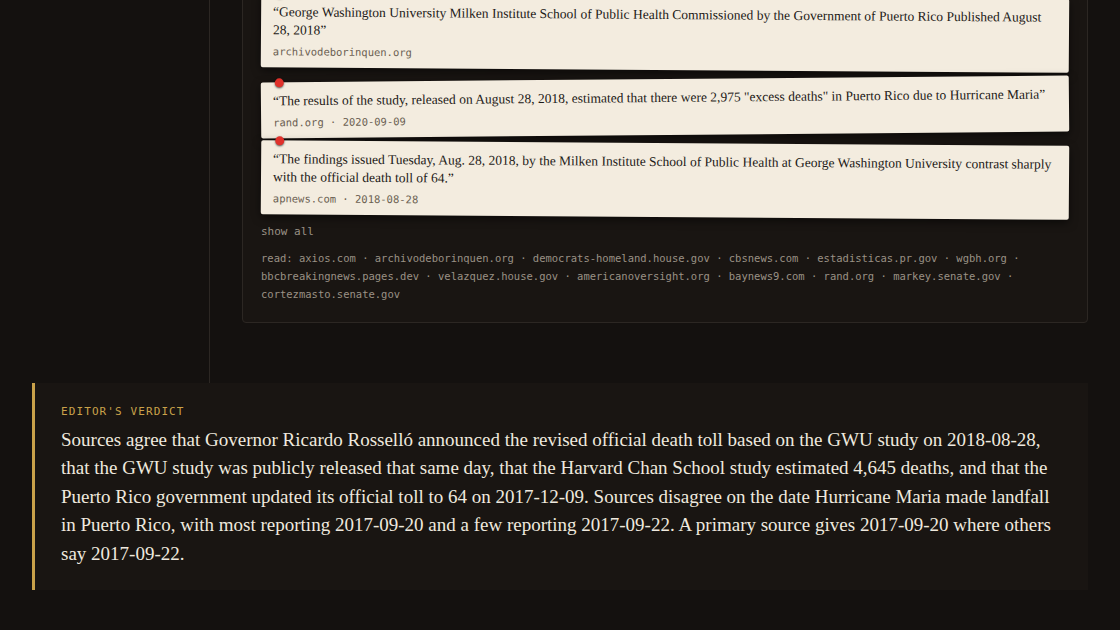 “George Washington University Milken Institute School of Public Health Commissioned by the Government of Puerto Rico Published August
28, 2018”
archivodeborinquen.org
“The results of the study, released on August 28, 2018, estimated that there were 2,975 "excess deaths" in Puerto Rico due to Hurricane Maria”
rand.org · 2020-09-09
“The findings issued Tuesday, Aug. 28, 2018, by the Milken Institute School of Public Health at George Washington University contrast sharply
with the official death toll of 64.”
apnews.com · 2018-08-28
show all
read: axios.com · archivodeborinquen.org · democrats-homeland.house.gov · cbsnews.com · estadisticas.pr.gov · wgbh.org ·
bbcbreakingnews.pages.dev · velazquez.house.gov · americanoversight.org · baynews9.com · rand.org · markey.senate.gov ·
cortezmasto.senate.gov
EDITOR'S VERDICT
Sources agree that Governor Ricardo Rosselló announced the revised official death toll based on the GWU study on 2018-08-28,
that the GWU study was publicly released that same day, that the Harvard Chan School study estimated 4,645 deaths, and that the
Puerto Rico government updated its official toll to 64 on 2017-12-09. Sources disagree on the date Hurricane Maria made landfall
in Puerto Rico, with most reporting 2017-09-20 and a few reporting 2017-09-22. A primary source gives 2017-09-20 where others
say 2017-09-22.